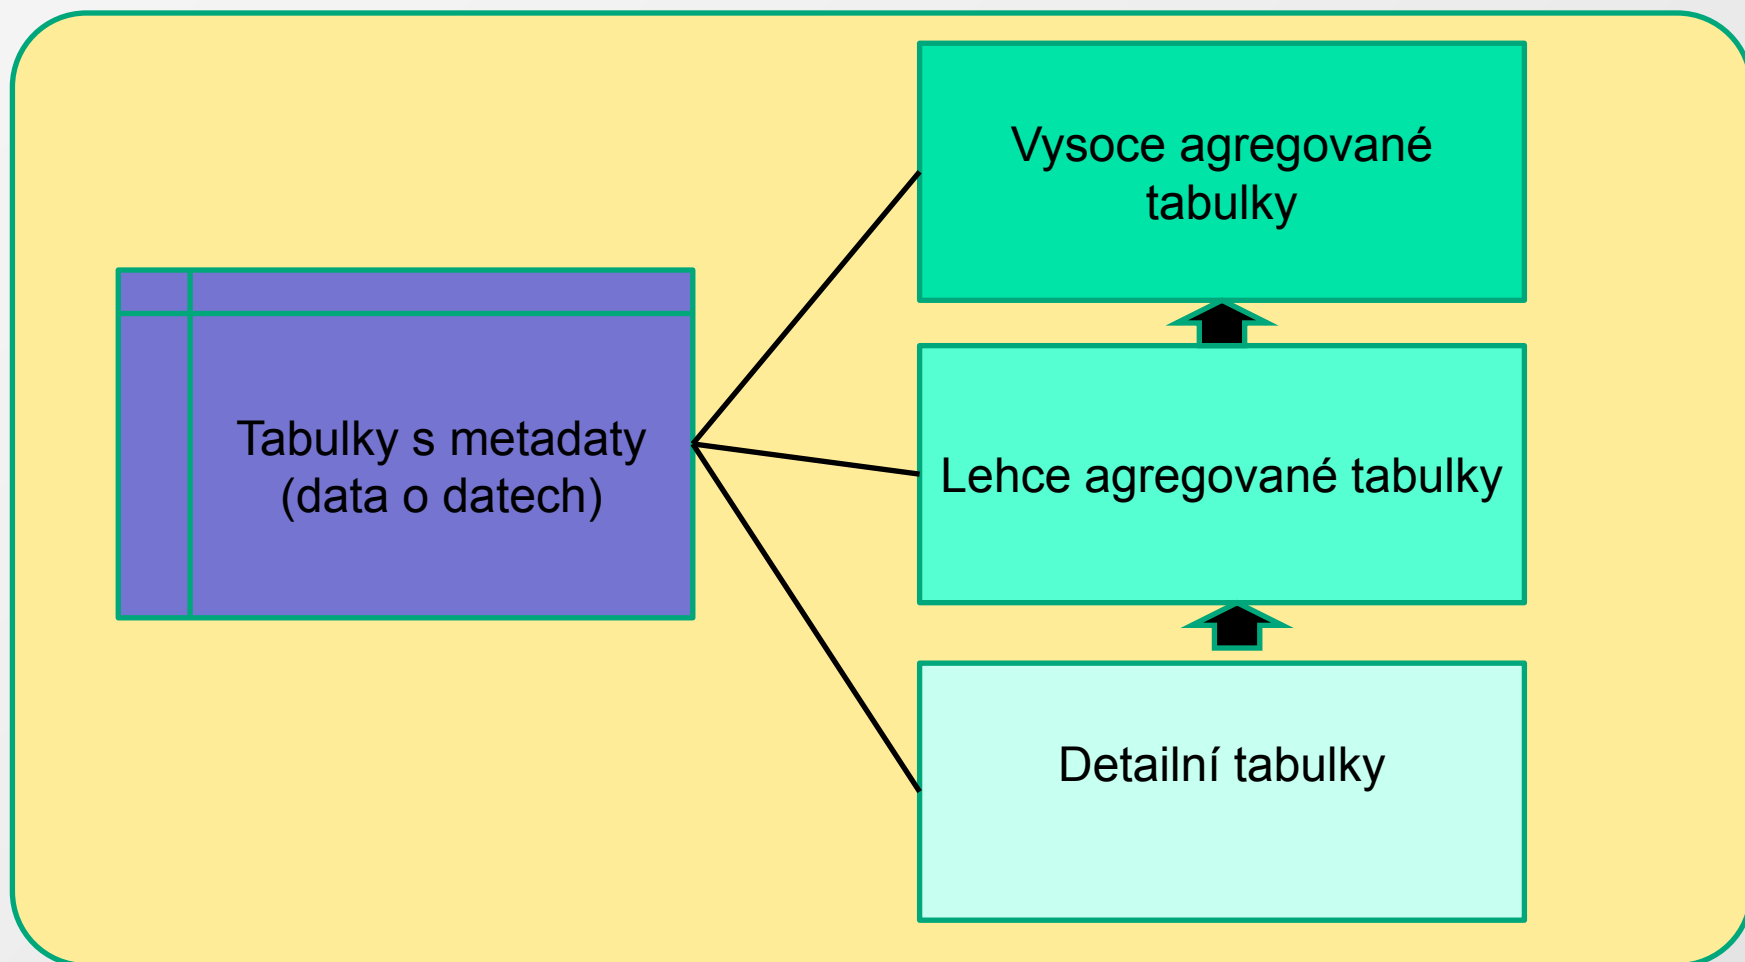 Vysoce agregované
tabulky
Tabulky s metadaty
(data o datech)
Lehce agregované tabulky
Detailní tabulky